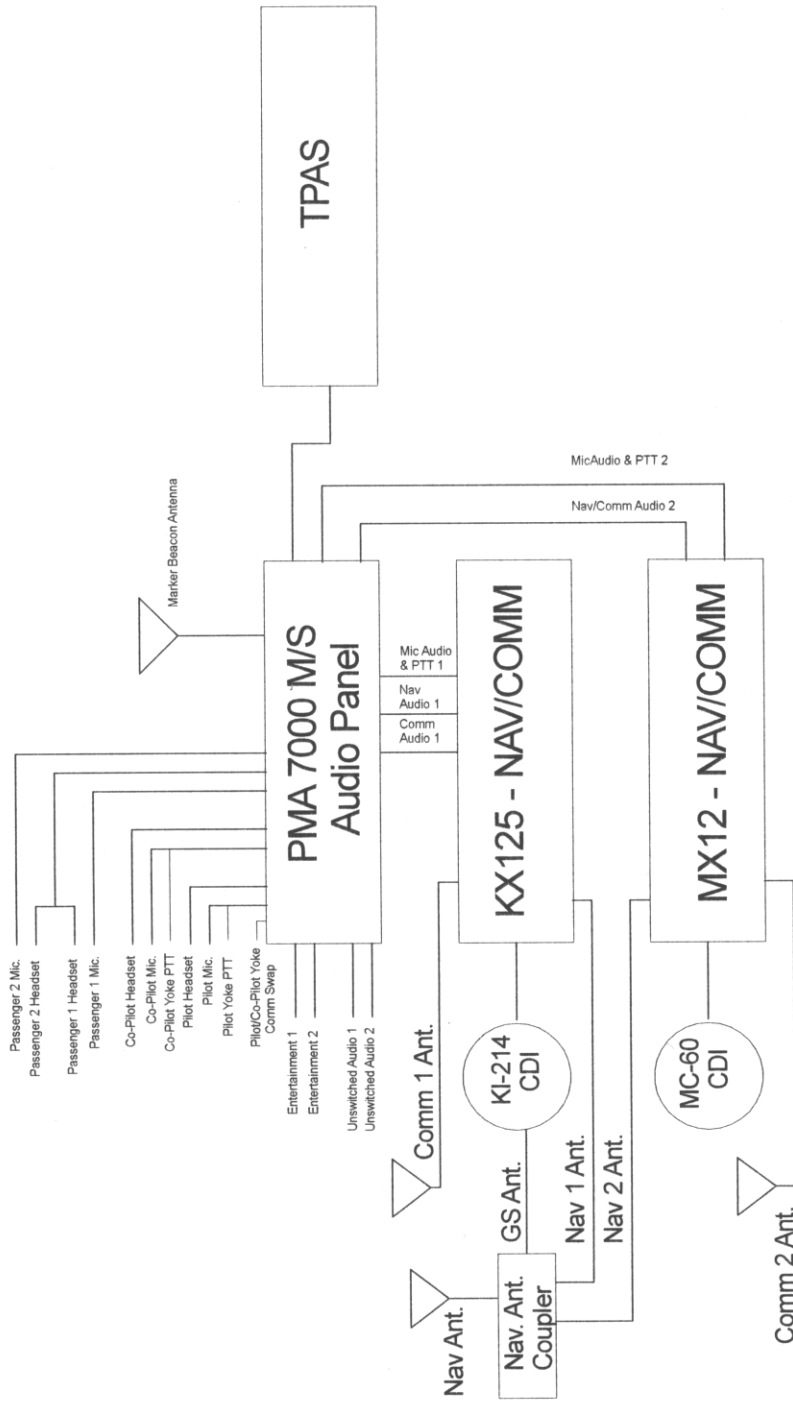 TPAS
MicAudio & PTT 2
Nav/Comm Audio 2
Marker Beacon Antenna
PMA 7000 M/S
Audio Panel
Mic Audio
& PTT 1
Nav
Audio 1
Comm
Audio 1
KX125 - NAV/COMM
MX12 - NAV/COMM
Passenger 2 Mic.
Passenger 2 Headset
Passenger 1 Headset
Passenger 1 Mic.
Co-Pilot Headset
Co-Pilot Mic.
Co-Pilot Yoke PTT
Pilot Headset
Pilot Mic.
Pilot Yoke PTT
Pilot/Co-Pilot Yoke
Comm Swap
Entertainment 1
Entertainment 2
Unswitched Audio 1
Unswitched Audio 2
Comm 1 Ant.
KI-214
CDI
MC-60
CDI
GS Ant.
Nav 1 Ant.
Nav 2 Ant.
Nav Ant.
Nav. Ant.
Coupler
Comm 2 Ant.